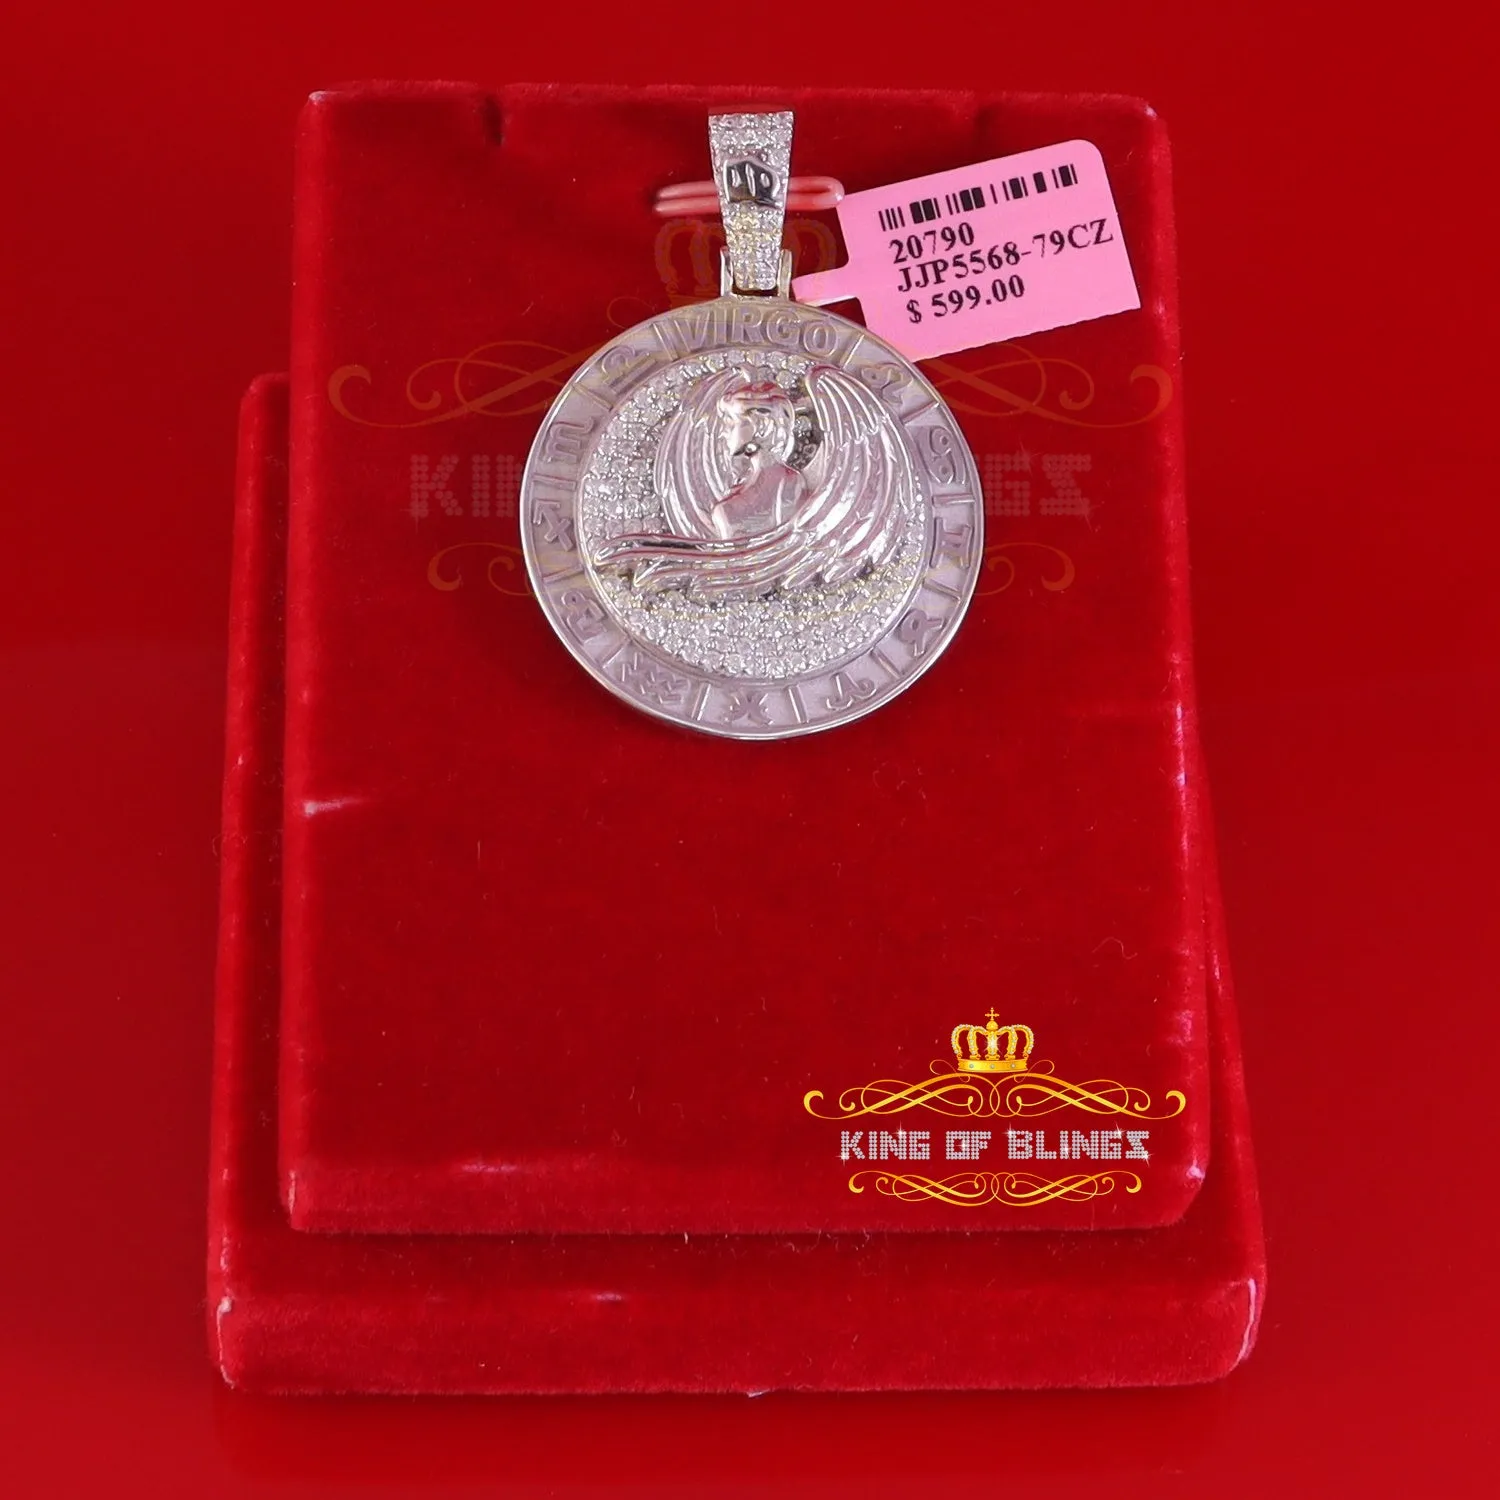 20790
JJP5568-79CZ
$ 599.00
VIRGO
KING OF BLINGS
KING OF BLINGS